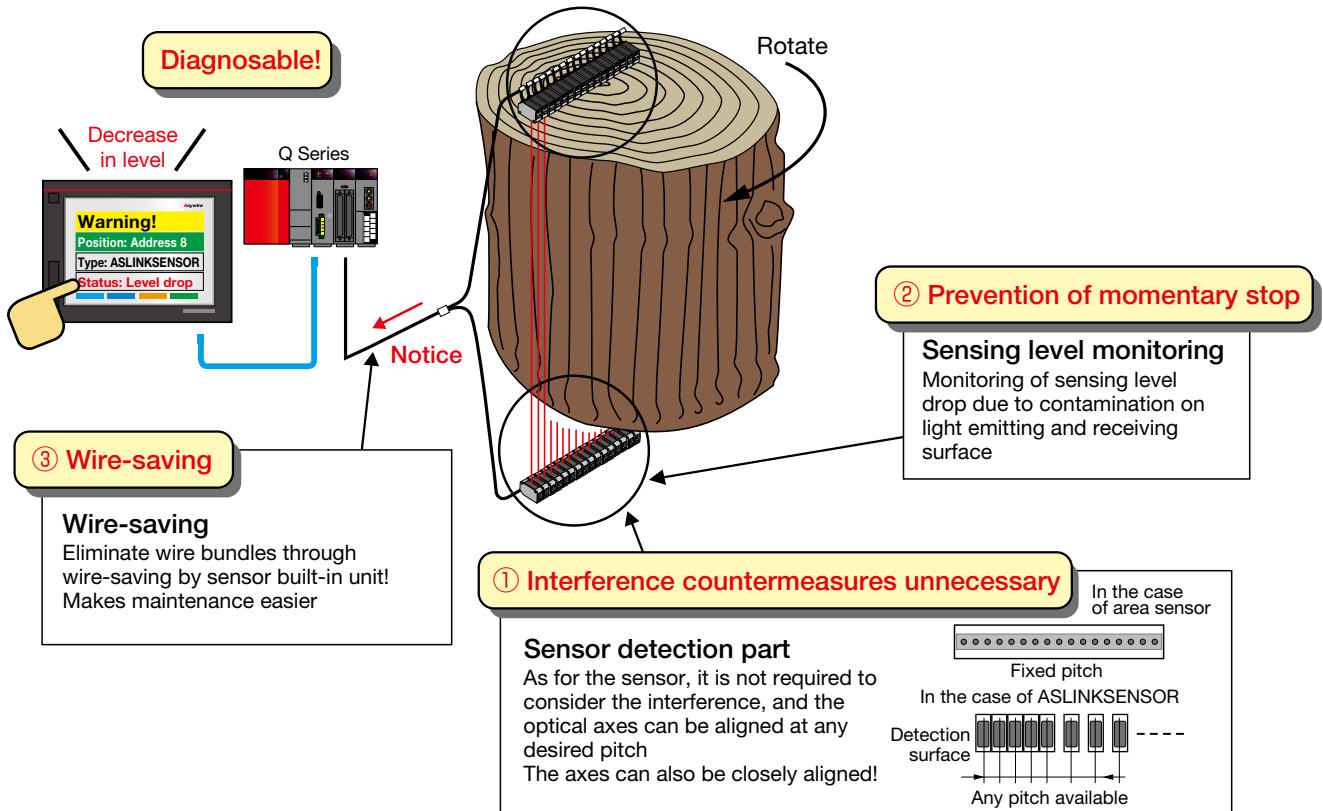 Diagnosable!
Rotate
Decrease
in level
Q Series
Anywire
Warning!
Position: Address 8
Type: ASLINKSENSOR
Status: Level drop
Notice
② Prevention of momentary stop
Sensing level monitoring
Monitoring of sensing level
drop due to contamination on
light emitting and receiving
surface
③ Wire-saving
Wire-saving
Eliminate wire bundles through
wire-saving by sensor built-in unit!
Makes maintenance easier
① Interference countermeasures unnecessary
Sensor detection part
As for the sensor, it is not required to
consider the interference, and the
optical axes can be aligned at any
desired pitch
The axes can also be closely aligned!
In the case
of area sensor
Fixed pitch
In the case of ASLINKSENSOR
Detection
surface
Any pitch available